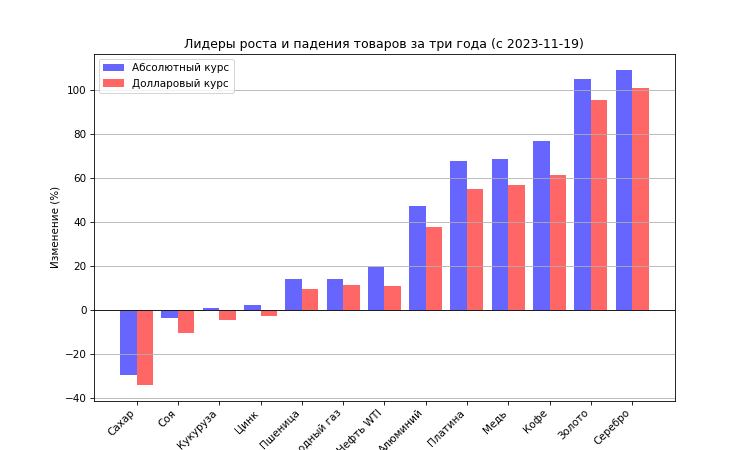 Лидеры роста и падения товаров за три года (с 2023-11-19)
Абсолютный курс
Долларовый курс
Изменение (%)
100
80
60
40
20
0
−20
−40
Сахар
Соя
Кукуруза
Цинк
Пшеница
газ
Нефть WTI
Алюминий
Платина
Медь
Кофе
Золото
Серебро